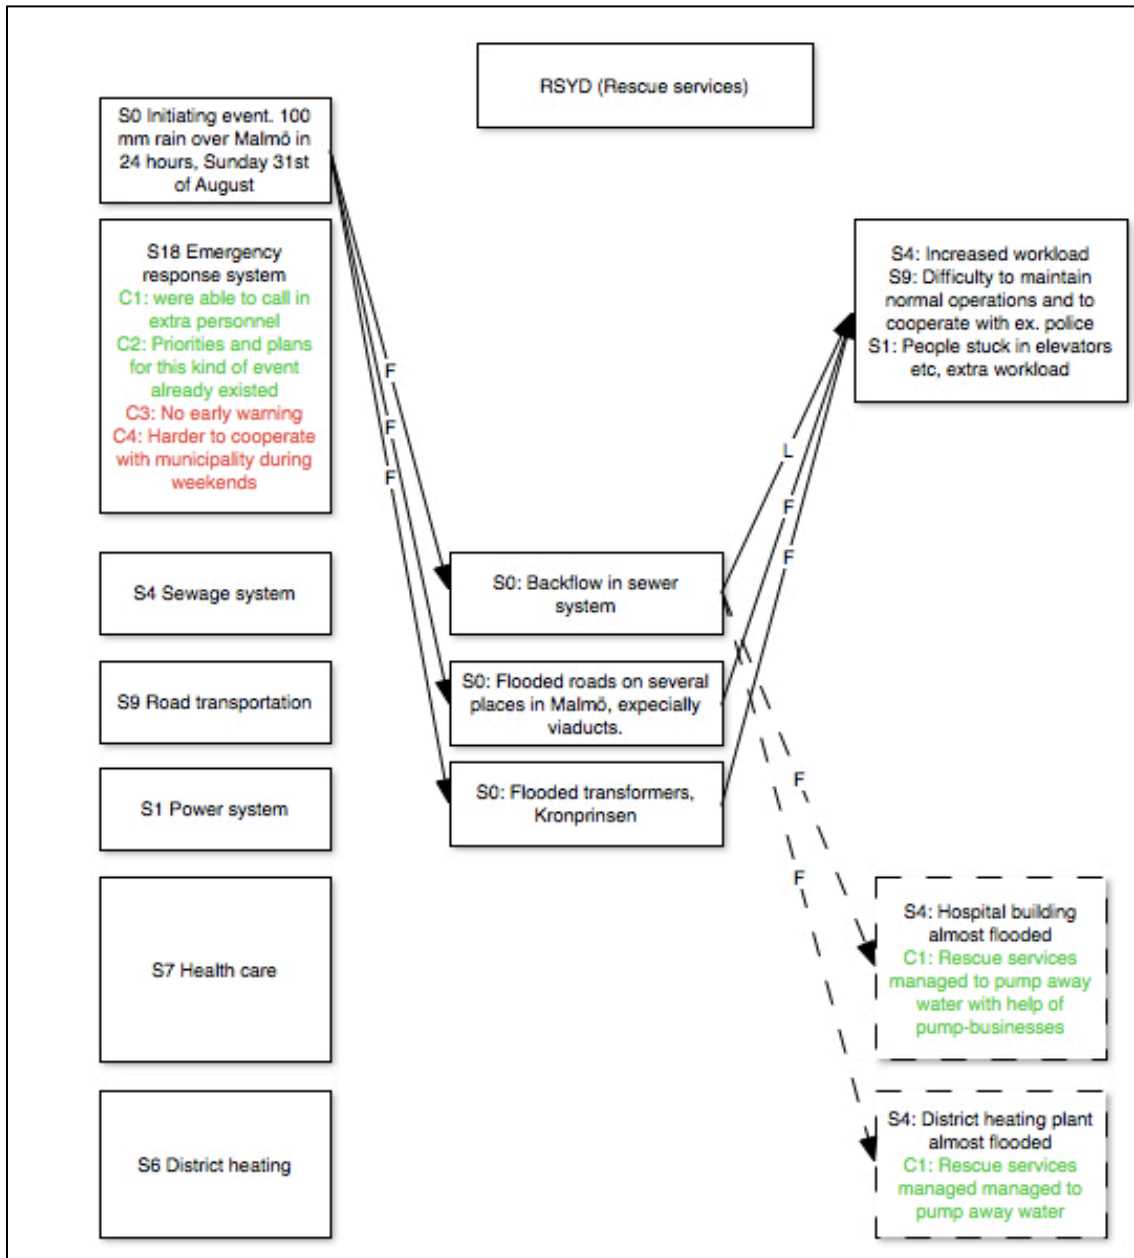 RSYD (Rescue services)
S0 Initiating event. 100
mm rain over Malmö in
24 hours, Sunday 31st
of August
S18 Emergency
response system
C1: were able to call in
extra personnel
C2: Priorities and plans
for this kind of event
already existed
C3: No early warning
C4: Harder to cooperate
with municipality during
weekends
S4: Increased workload
S9: Difficulty to maintain
normal operations and to
cooperate with ex. police
S1: People stuck in elevators
etc, extra workload
F
F
F
L
F
F
S4 Sewage system
S0: Backflow in sewer
system
S9 Road transportation
S0: Flooded roads on several
places in Malmö, expecially
viaducts.
S1 Power system
S0: Flooded transformers,
Kronprinsen
F
F
S7 Health care
S4: Hospital building
almost flooded
C1: Rescue services
managed to pump away
water with help of
pump-businesses
S6 District heating
S4: District heating plant
almost flooded
C1: Rescue services
managed managed to
pump away water